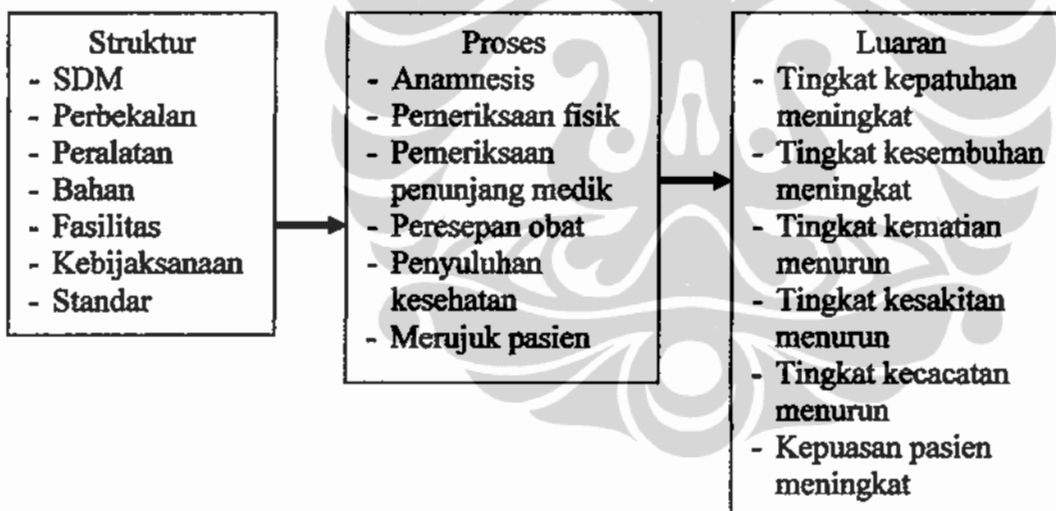 Struktur
- SDM
- Perbekalan
- Peralatan
- Bahan
- Fasilitas
- Kebijaksanaan
- Standar
Proses
- Anamnesis
- Pemeriksaan fisik
- Pemeriksaan
penunjang medik
- Peresepan obat
- Penyuluhan
kesehatan
- Merujuk pasien
Luaran
- Tingkat kepatuhan
meningkat
- Tingkat kesembuhan
meningkat
- Tingkat kematian
menurun
- Tingkat kesakitan
menurun
- Tingkat kecacatan
menurun
- Kepuasan pasien
meningkat